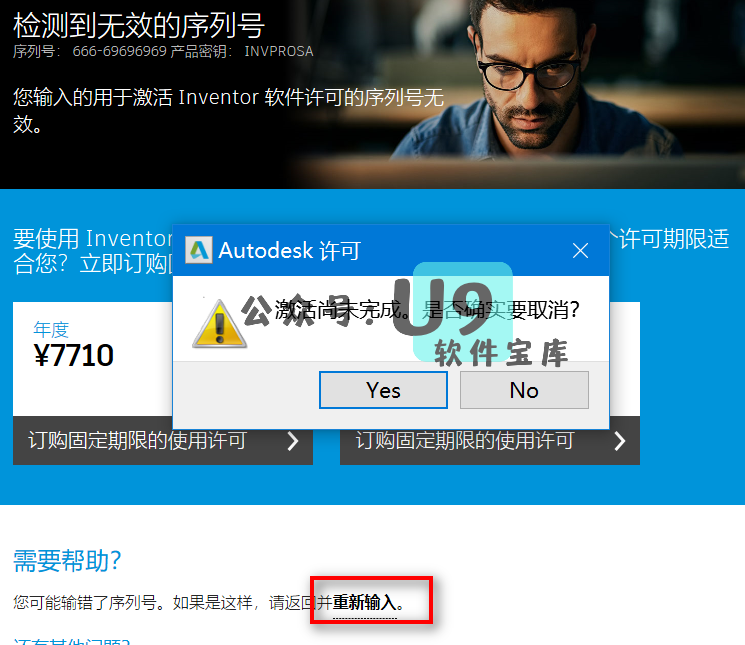 检测到无效的序列号
序列号： 666-69696969 产品密钥： INVPROSA
您输入的用于激活 Inventor 软件许可的序列号无
效。
要使用 Inventor
个许可期限适
合您？立即订购
Autodesk 许可
激活尚未完成。是否确实要取消?
公众号：U9
软件宝库
Yes
No
年度
¥7710
订购固定期限的使用许可
订购固定期限的使用许可
需要帮助?
您可能输错了序列号。如果是这样，请返回并重新输入。
还有其他问题?